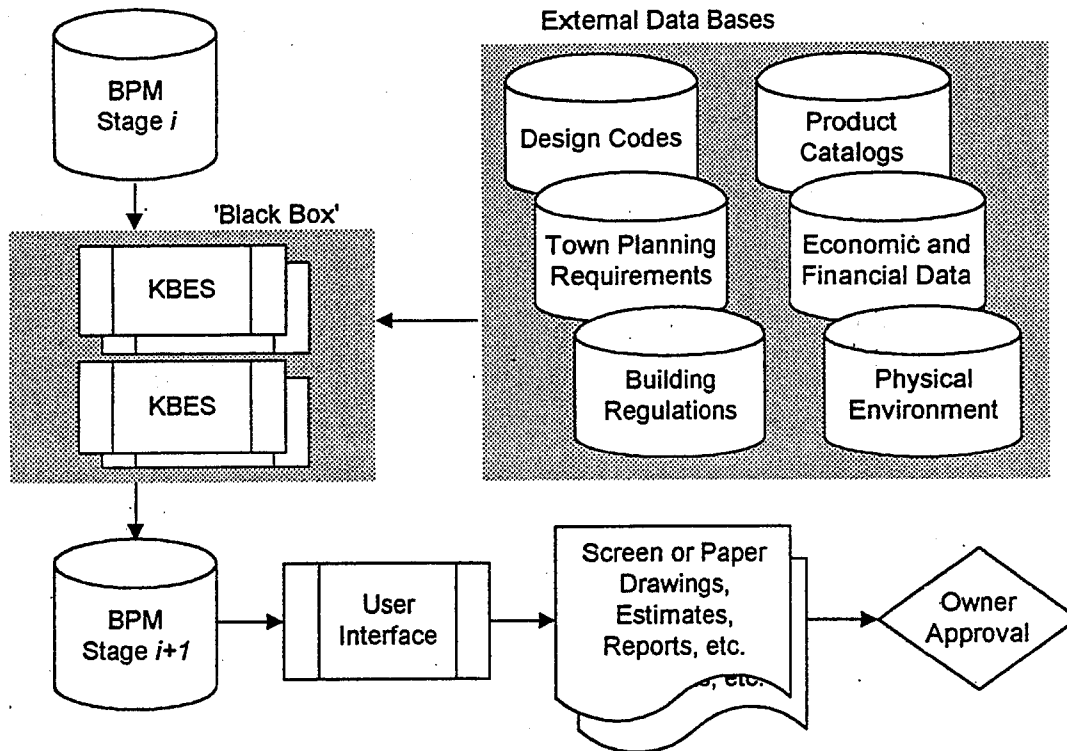 External Data Bases
BPM
Stage i
Design Codes
Product
Catalogs
'Black Box'
Town Planning
Requirements
Economic and
Financial Data
KBES
KBES
Building
Regulations
Physical
Environment
BPM
Stage i+1
User
Interface
Screen or Paper
Drawings,
Estimates,
Reports, etc.
etc.
Owner
Approval